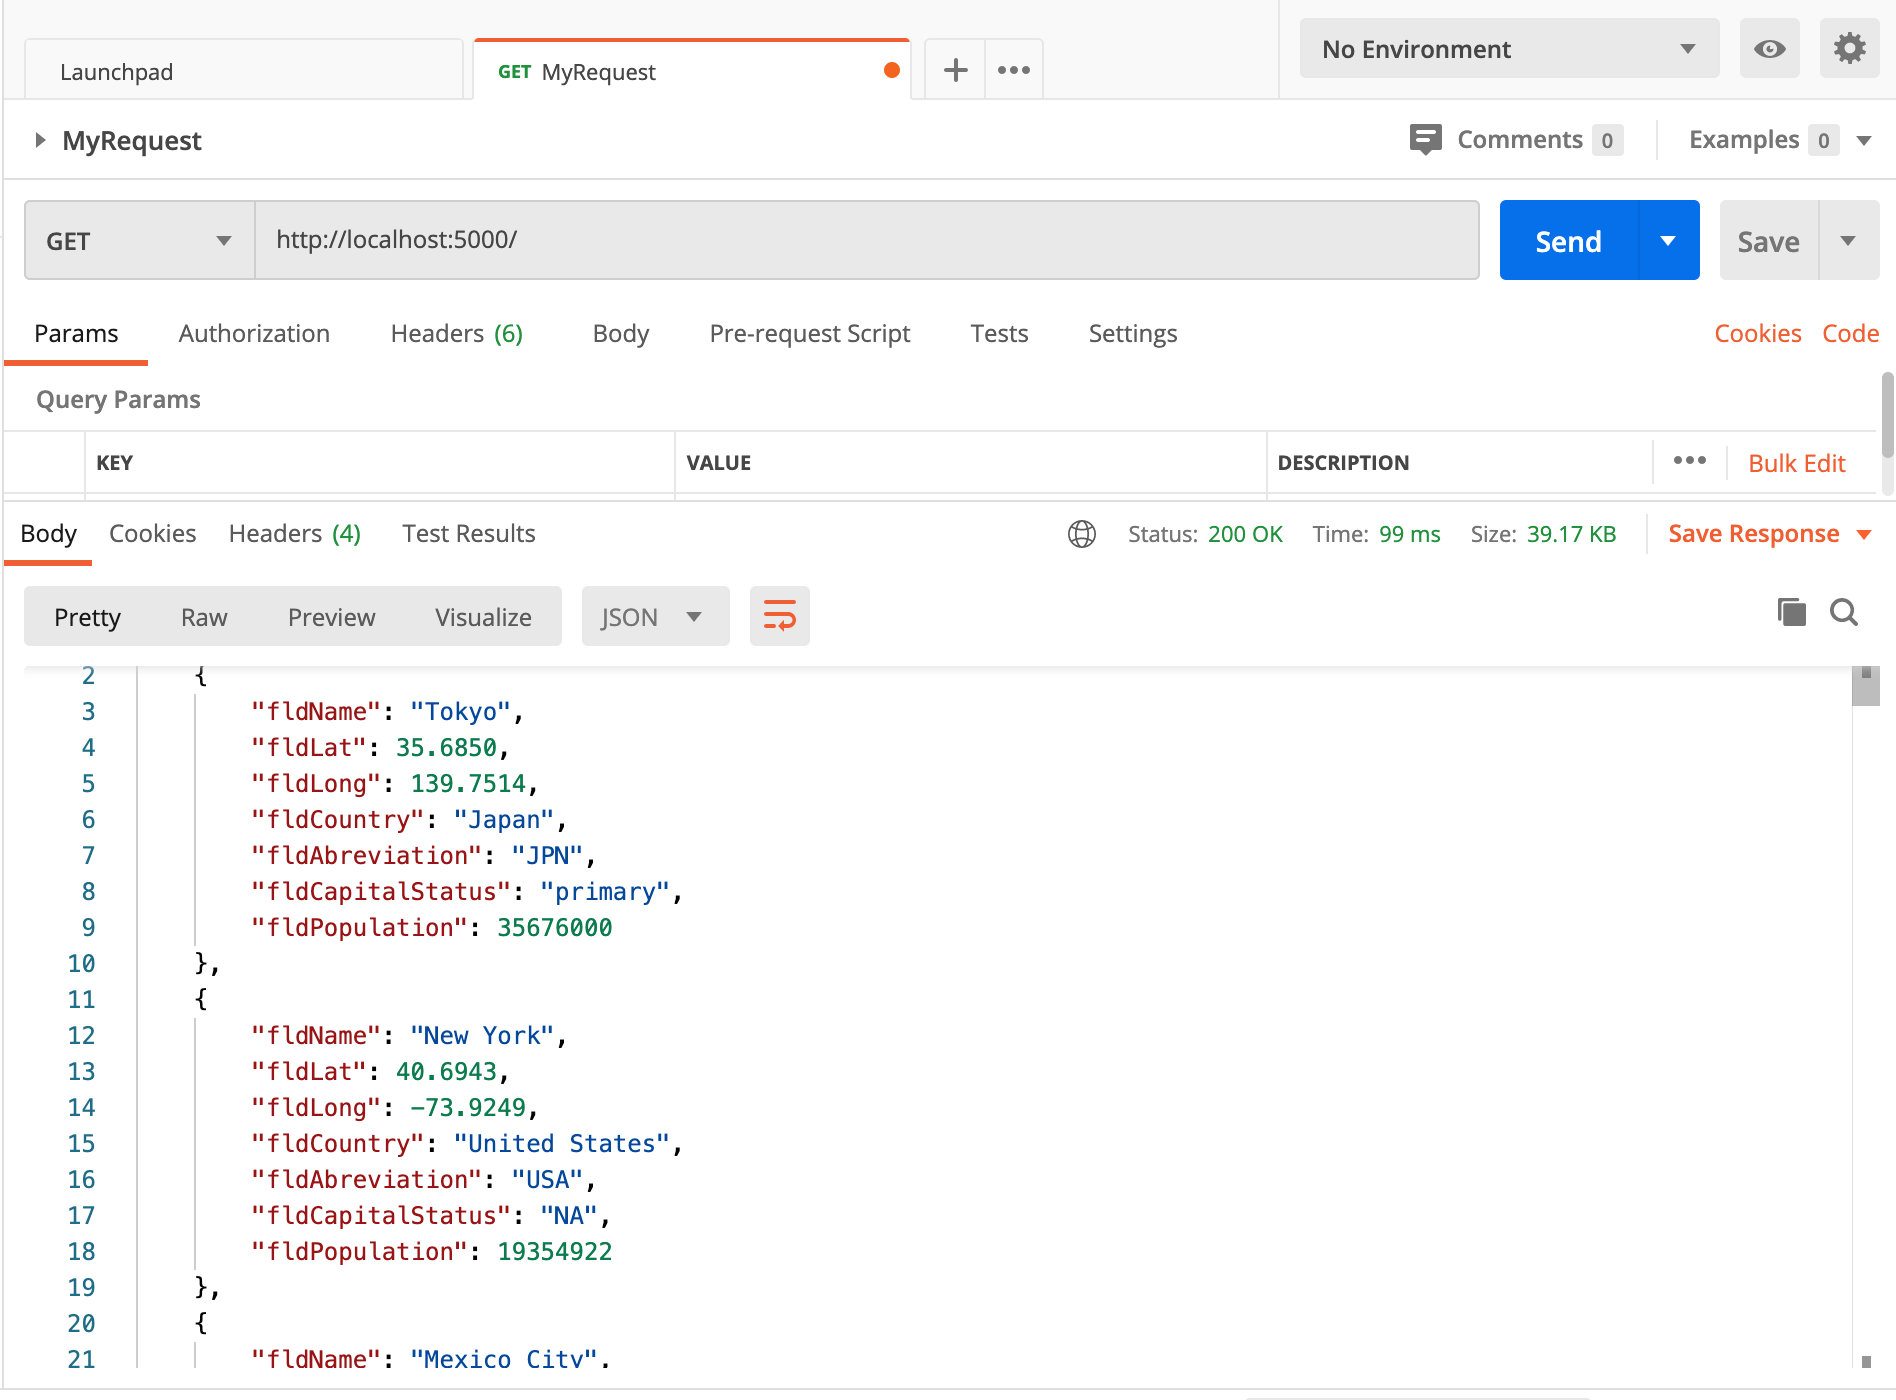 Launchpad
GET MyRequest
No Environment
MyRequest
Comments 0
Examples 0
GET
http://localhost:5000/
Send
Save
Params Authorization Headers (6) Body Pre-request Script Tests Settings Cookies Code
Query Params
KEY VALUE DESCRIPTION Bulk Edit
Body Cookies Headers (4) Test Results Status: 200 OK Time: 99 ms Size: 39.17 KB Save Response
Pretty Raw Preview Visualize JSON
2 {
3 "fldName": "Tokyo",
4 "fldLat": 35.6850,
5 "fldLong": 139.7514,
6 "fldCountry": "Japan",
7 "fldAbreviation": "JPN",
8 "fldCapitalStatus": "primary",
9 "fldPopulation": 35676000
10 },
11 {
12 "fldName": "New York",
13 "fldLat": 40.6943,
14 "fldLong": -73.9249,
15 "fldCountry": "United States",
16 "fldAbreviation": "USA",
17 "fldCapitalStatus": "NA",
18 "fldPopulation": 19354922
19 },
20 {
21 "fldName": "Mexico City",